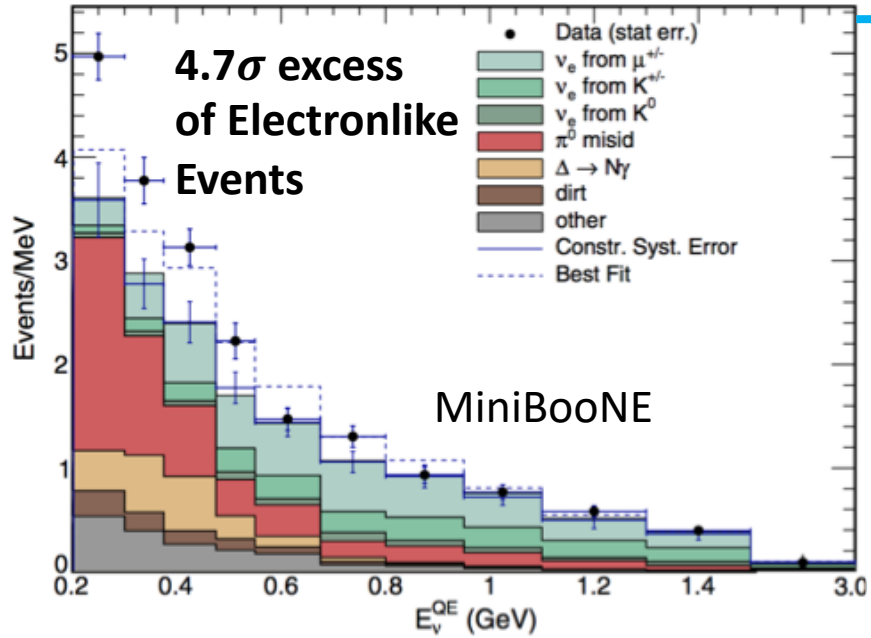 4.7σ excess
of Electronlike
Events
Data (stat err.)
νe from μ+/-
νe from K+/-
νe from K0
π0 misid
Δ → Nγ
dirt
other
Constr. Syst. Error
Best Fit
MiniBooNE
Events/MeV
5
4
3
2
1
0
0.2 0.4 0.6 0.8 1 1.2 1.4 3.0
EνQE (GeV)